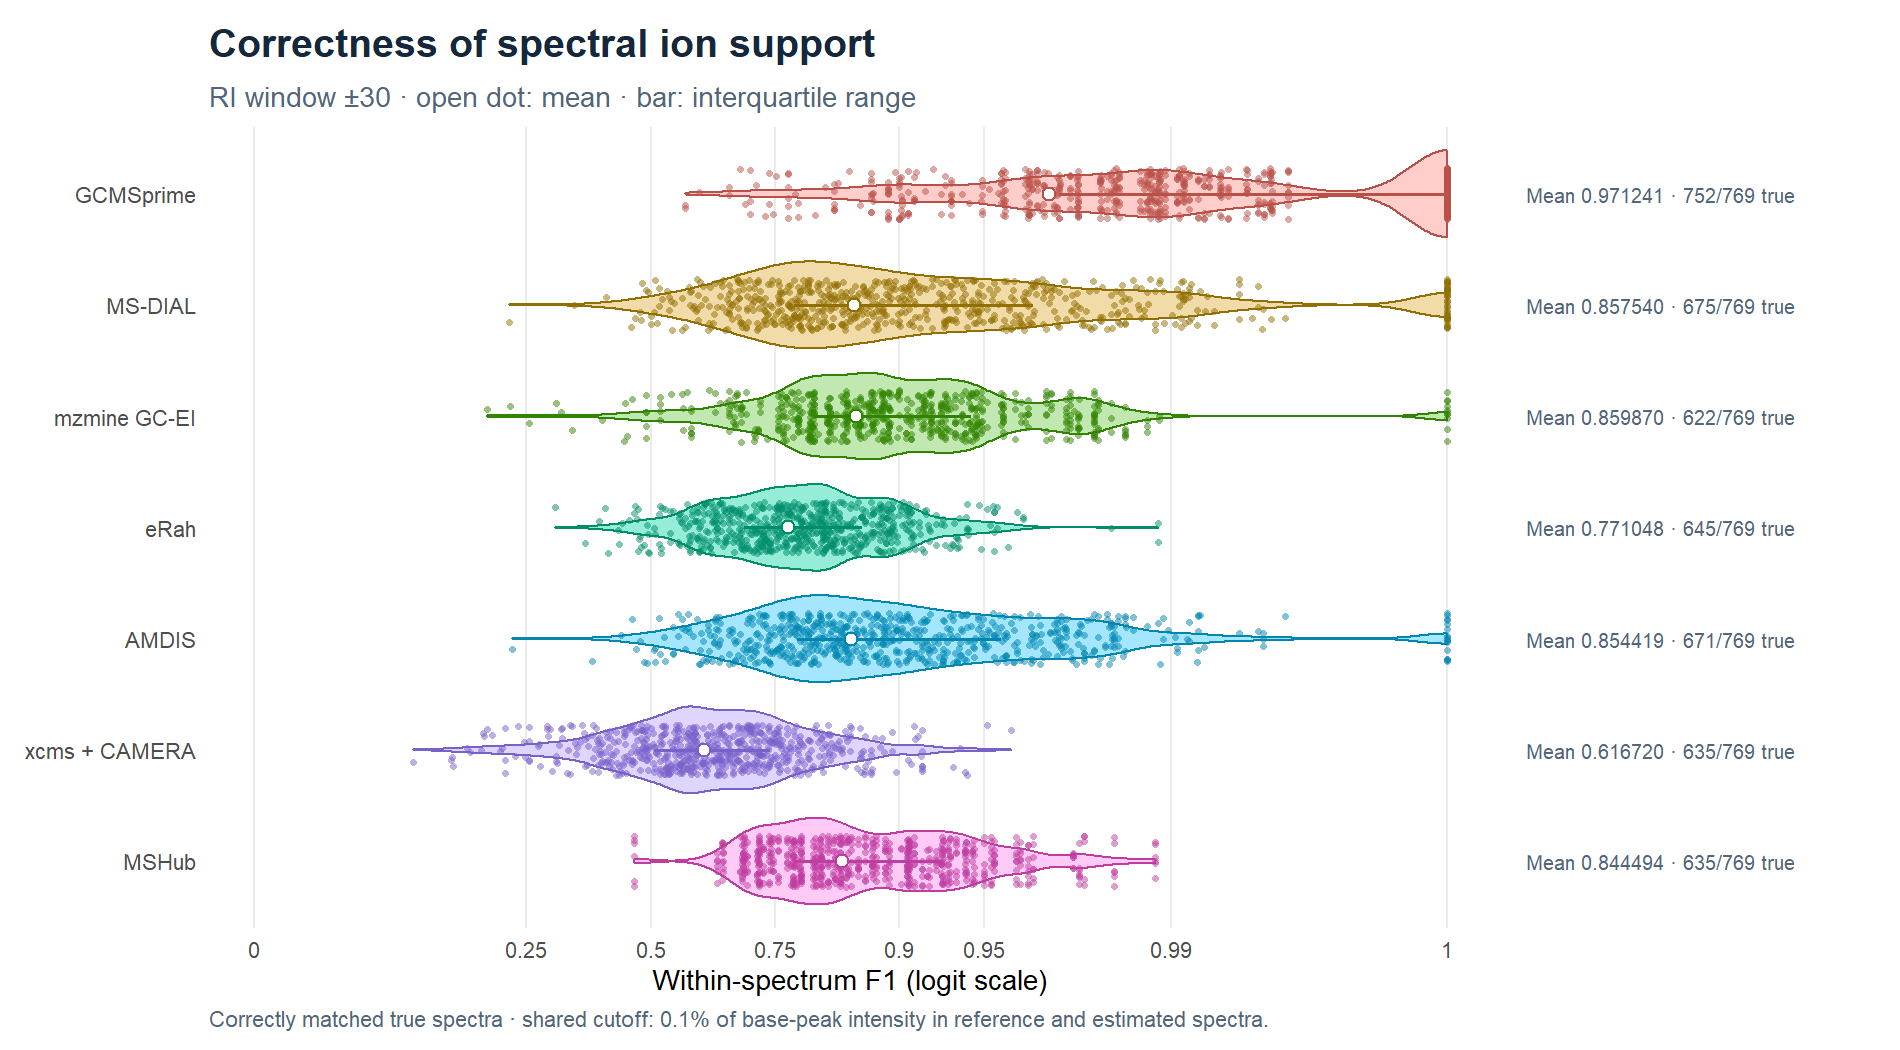 Correctness of spectral ion support
RI window ±30 · open dot: mean · bar: interquartile range
GCMSprime
Mean 0.971241 · 752/769 true
MS-DIAL
Mean 0.857540 · 675/769 true
mzmine GC-EI
Mean 0.859870 · 622/769 true
eRah
Mean 0.771048 · 645/769 true
AMDIS
Mean 0.854419 · 671/769 true
xcms + CAMERA
Mean 0.616720 · 635/769 true
MSHub
Mean 0.844494 · 635/769 true
0 0.25 0.5 0.75 0.9 0.95 0.99 1
Within-spectrum F1 (logit scale)
Correctly matched true spectra · shared cutoff: 0.1% of base-peak intensity in reference and estimated spectra.